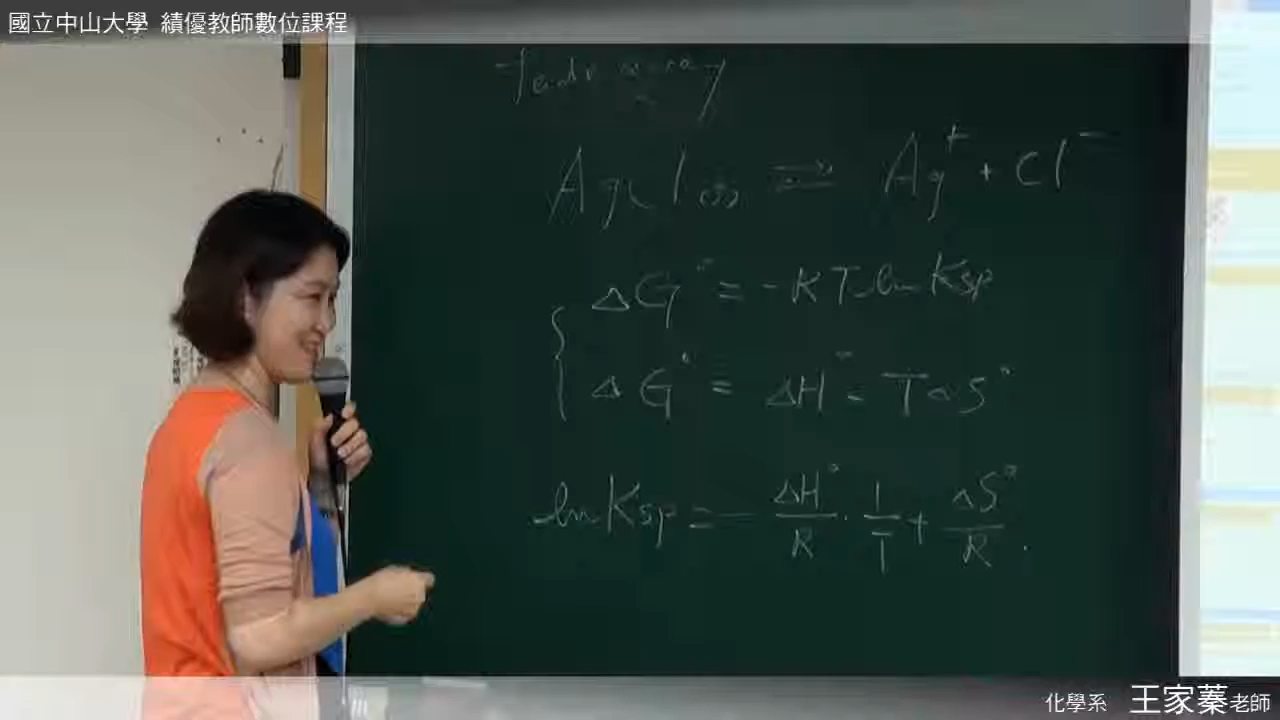 國立中山大學 績優教師數位課程
AgCl(s) ⇌ Ag⁺ + Cl⁻
ΔG° = -RT ln Ksp
ΔG° = ΔH° - TΔS°
ln Ksp = - ΔH°/R · 1/T + ΔS°/R .
化學系 王家蓁老師